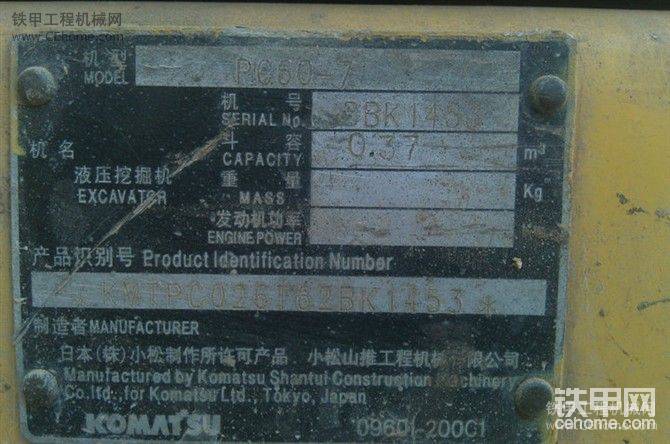 铁甲工程机械网
www.CEhome.com
机型 MODEL PC60-7
机号 SERIAL No.
斗容 CAPACITY 0.37 m³
机名
液压挖掘机 EXCAVATOR
重量 MASS Kg
发动机功率 ENGINE POWER
产品识别号 Product Identification Number
制造者 MANUFACTURER
日本(株)小松制作所许可产品. 小松山推工程机械有限公司
Manufactured by Komatsu Shantui Construction Machinery
Co.ltd.,for Komatsu Ltd., Tokyo, Japan
KOMATSU
09601-200C1
铁甲网
cehome.com